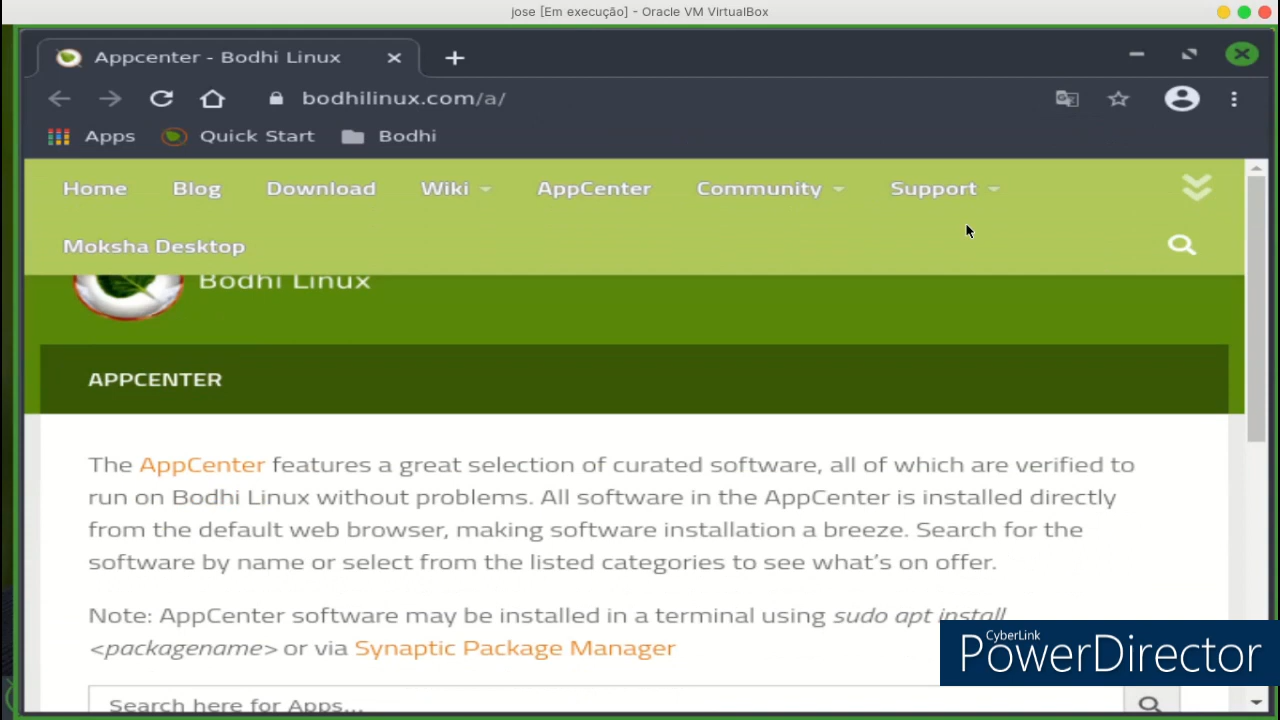 jose [Em execução] - Oracle VM VirtualBox
Appcenter - Bodhi Linux
bodhilinux.com/a/
Apps Quick Start Bodhi
Home Blog Download Wiki AppCenter Community Support
Moksha Desktop
Bodhi Linux
APPCENTER
The AppCenter features a great selection of curated software, all of which are verified to
run on Bodhi Linux without problems. All software in the AppCenter is installed directly
from the default web browser, making software installation a breeze. Search for the
software by name or select from the listed categories to see what's on offer.
Note: AppCenter software may be installed in a terminal using sudo apt install
<packagename> or via Synaptic Package Manager
CyberLink
PowerDirector
Search here for Apps...